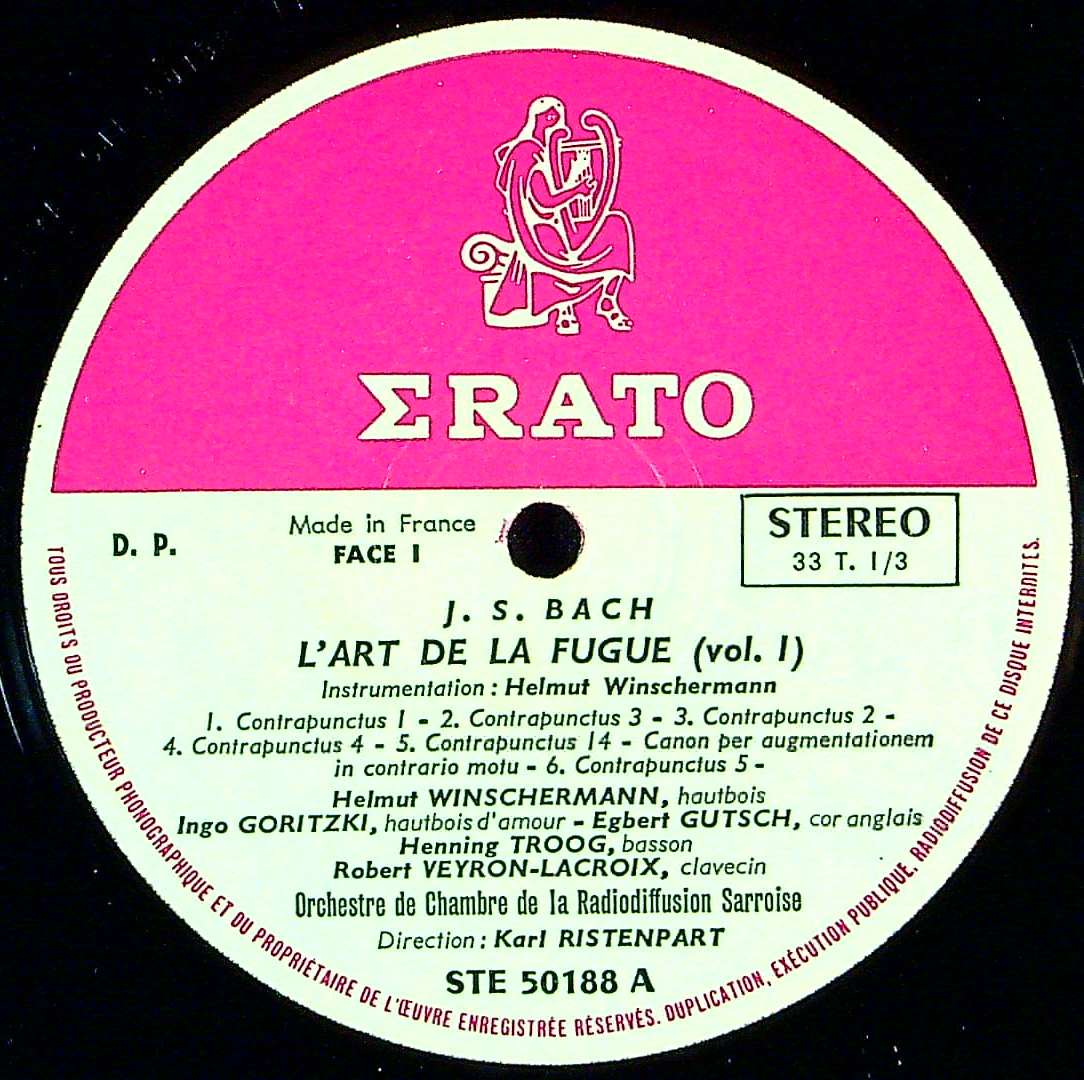 ΣRATO
D. P.
Made in France
FACE 1
STEREO
33 T. 1/3
J. S. BACH
L'ART DE LA FUGUE (vol. 1)
Instrumentation : Helmut Winschermann
1. Contrapunctus 1 - 2. Contrapunctus 3 - 3. Contrapunctus 2 -
4. Contrapunctus 4 - 5. Contrapunctus 14 - Canon per augmentationem
in contrario motu - 6. Contrapunctus 5 -
Helmut WINSCHERMANN, hautbois
Ingo GORITZKI, hautbois d'amour - Egbert GUTSCH, cor anglais
Henning TROOG, basson
Robert VEYRON-LACROIX, clavecin
Orchestre de Chambre de la Radiodiffusion Sarroise
Direction : Karl RISTENPART
STE 50188 A
TOUS DROITS DU PRODUCTEUR PHONOGRAPHIQUE ET DU PROPRIÉTAIRE DE L'ŒUVRE ENREGISTRÉE RÉSERVÉS. DUPLICATION, EXÉCUTION PUBLIQUE, RADIODIFFUSION DE CE DISQUE INTERDITES.